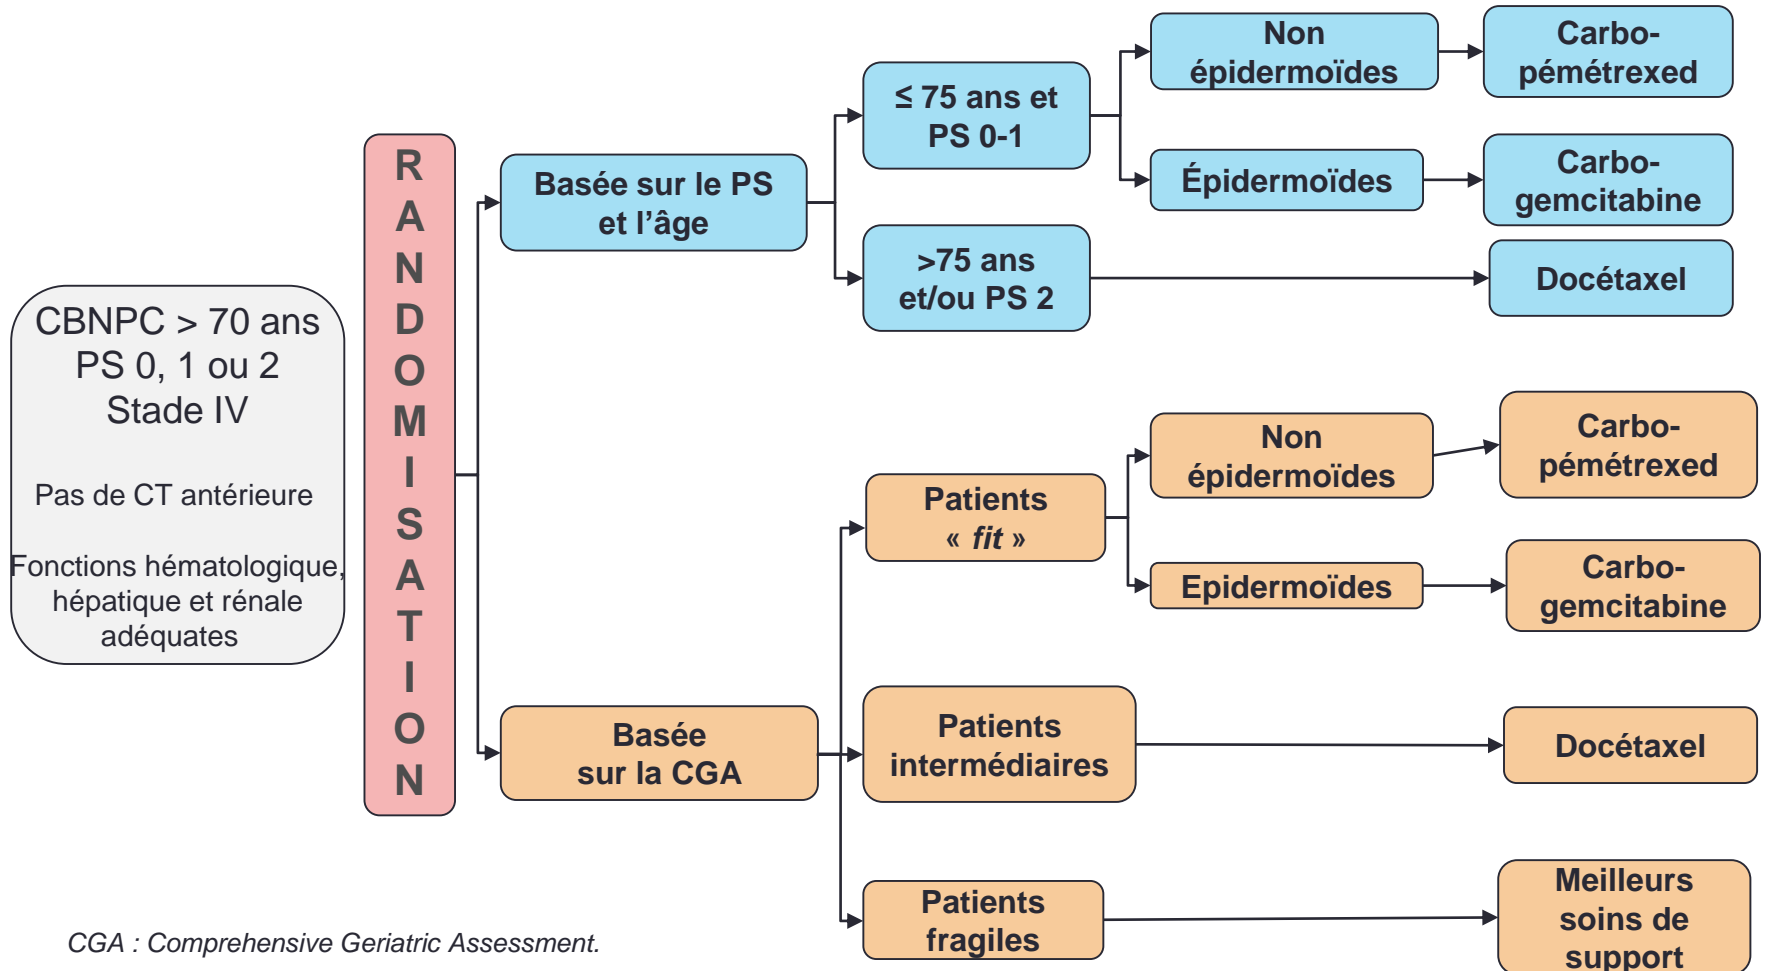 CBNPC > 70 ans
PS 0, 1 ou 2
Stade IV
Pas de CT antérieure
Fonctions hématologique,
hépatique et rénale
adéquates
R
A
N
D
O
M
I
S
A
T
I
O
N
Basée sur le PS
et l’âge
≤ 75 ans et
PS 0-1
Non
épidermoïdes
Carbo-
pémétrexed
Épidermoïdes
Carbo-
gemcitabine
>75 ans
et/ou PS 2
Docétaxel
Basée
sur la CGA
Patients
« fit »
Non
épidermoïdes
Carbo-
pémétrexed
Epidermoïdes
Carbo-
gemcitabine
Patients
intermédiaires
Docétaxel
Patients
fragiles
Meilleurs
soins de
support
CGA : Comprehensive Geriatric Assessment.